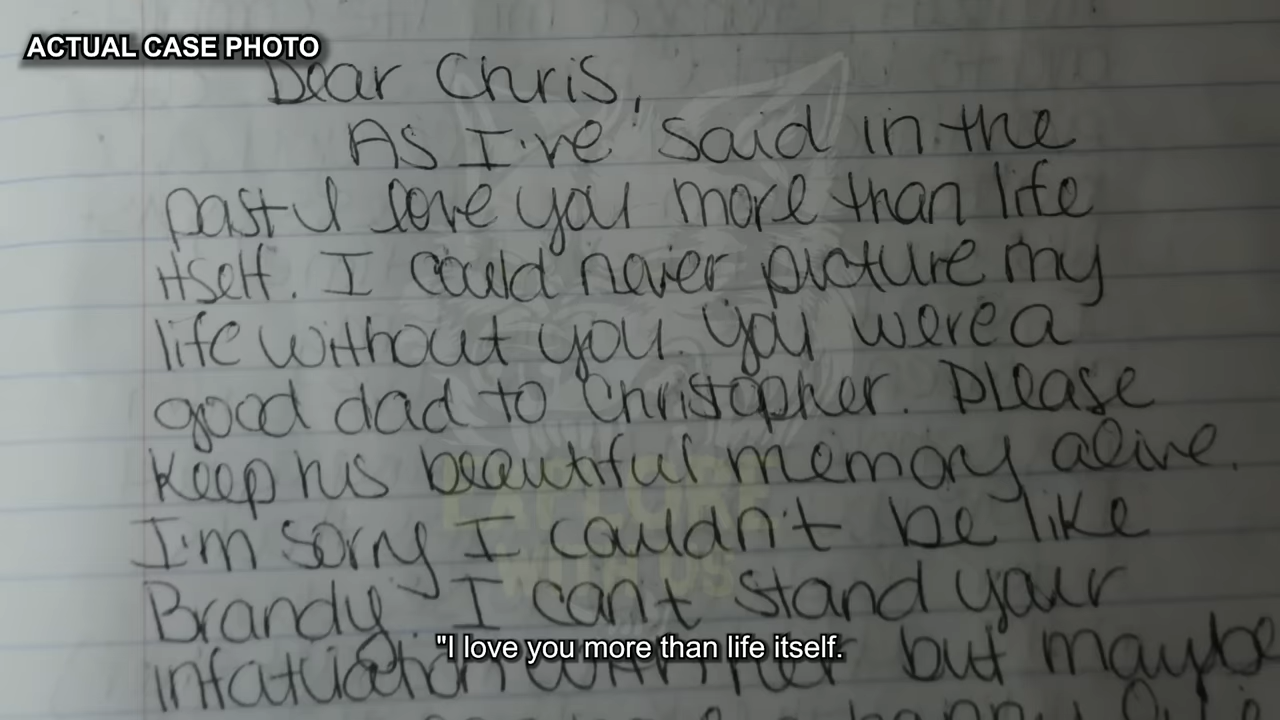 ACTUAL CASE PHOTO
Dear Chris,
As I've said in the
past I love you more than life
itself. I could never picture my
life without you. You were a
good dad to Christopher. Please
Keep his beautiful memory alive.
I'm sorry I couldn't be like
Brandy. I can't stand your
infatuation with her but maybe
"I love you more than life itself.